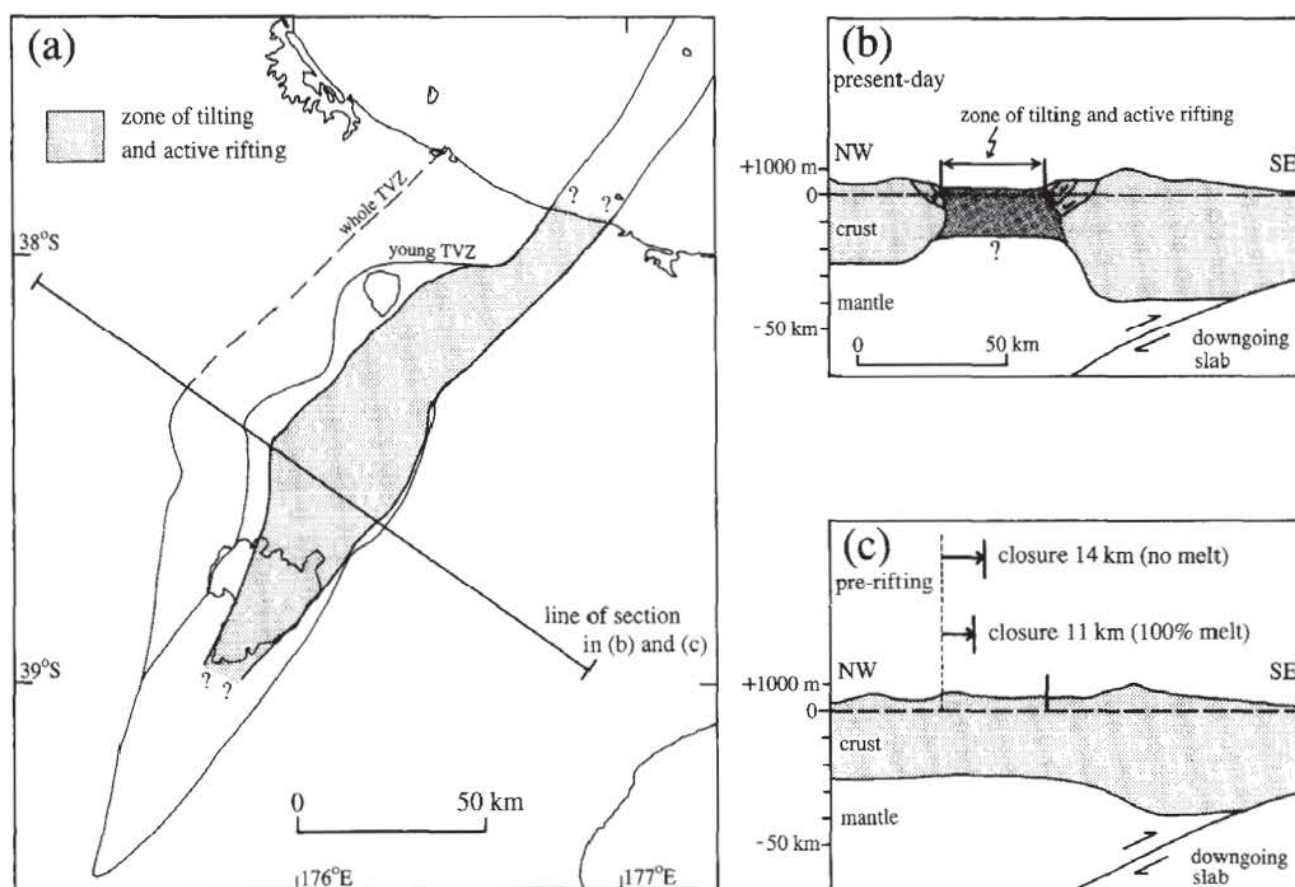 (a)
zone of tilting
and active rifting
whole TVZ
young TVZ
? ?
38°S
39°S
? ?
line of section
in (b) and (c)
0 50 km
176°E 177°E
(b)
present-day
zone of tilting and active rifting
NW SE
+1000 m
0
crust
?
mantle
-50 km
0 50 km
downgoing
slab
(c)
pre-rifting
closure 14 km (no melt)
closure 11 km (100% melt)
NW SE
+1000 m
0
crust
mantle
-50 km
downgoing
slab